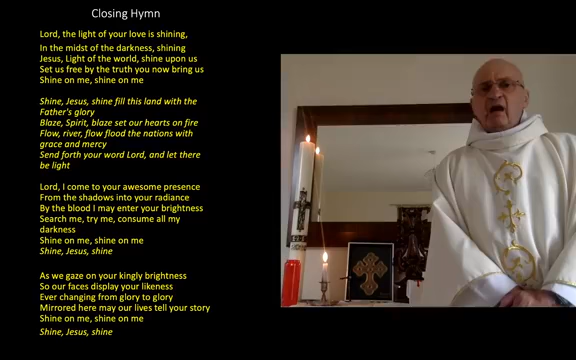 Closing Hymn
Lord, the light of your love is shining,
In the midst of the darkness, shining
Jesus, Light of the world, shine upon us
Set us free by the truth you now bring us
Shine on me, shine on me
Shine, Jesus, shine fill this land with the
Father's glory
Blaze, Spirit, blaze set our hearts on fire
Flow, river, flow flood the nations with
grace and mercy
Send forth your word Lord, and let there
be light
Lord, I come to your awesome presence
From the shadows into your radiance
By the blood I may enter your brightness
Search me, try me, consume all my
darkness
Shine on me, shine on me
Shine, Jesus, shine
As we gaze on your kingly brightness
So our faces display your likeness
Ever changing from glory to glory
Mirrored here may our lives tell your story
Shine on me, shine on me
Shine, Jesus, shine